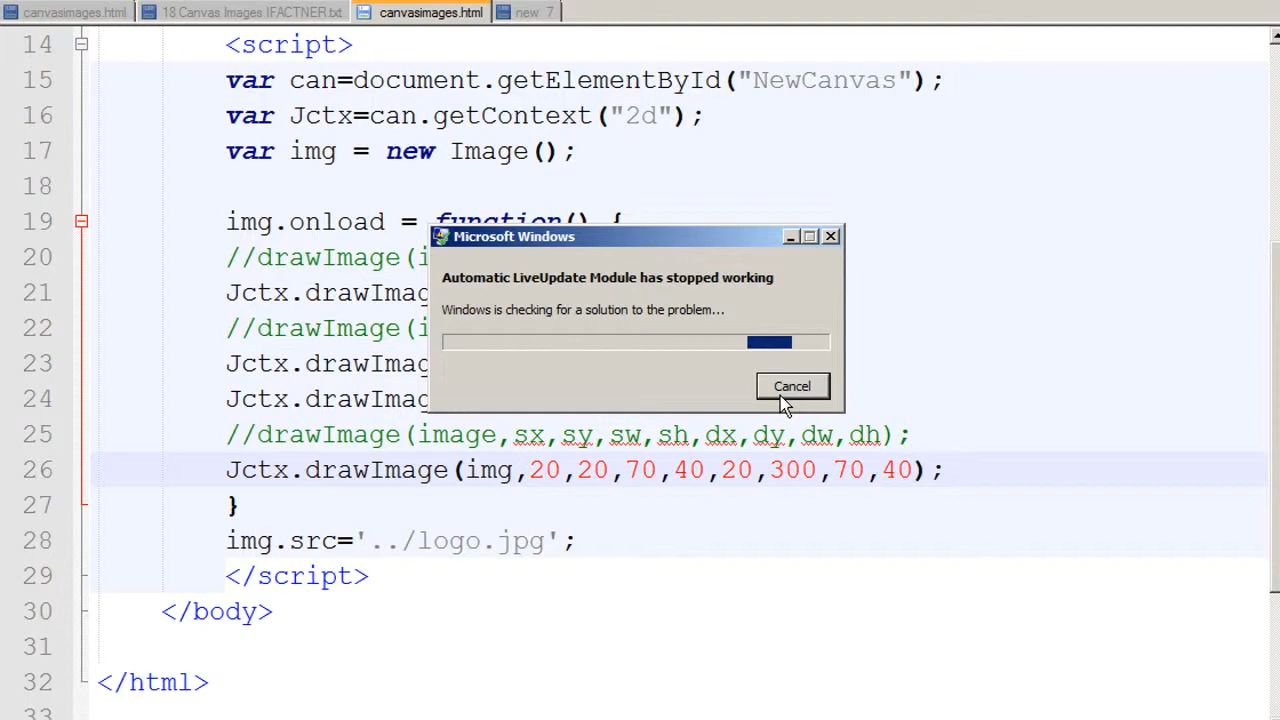 canvasimages.html 18 Canvas Images IFACTNER.txt canvasimages.html new 7
14 <script>
15 var can=document.getElementById("NewCanvas");
16 var Jctx=can.getContext("2d");
17 var img = new Image();
18
19 img.onload = function() {
20 //drawImage(
21 Jctx.drawImag
22 //drawImage(
23 Jctx.drawImag
24 Jctx.drawImag
25 //drawImage(image,sx,sy,sw,sh,dx,dy,dw,dh);
26 Jctx.drawImage(img,20,20,70,40,20,300,70,40);
27 }
28 img.src='../logo.jpg';
29 </script>
30 </body>
31
32 </html>
33
Microsoft Windows
Automatic LiveUpdate Module has stopped working
Windows is checking for a solution to the problem...
Cancel